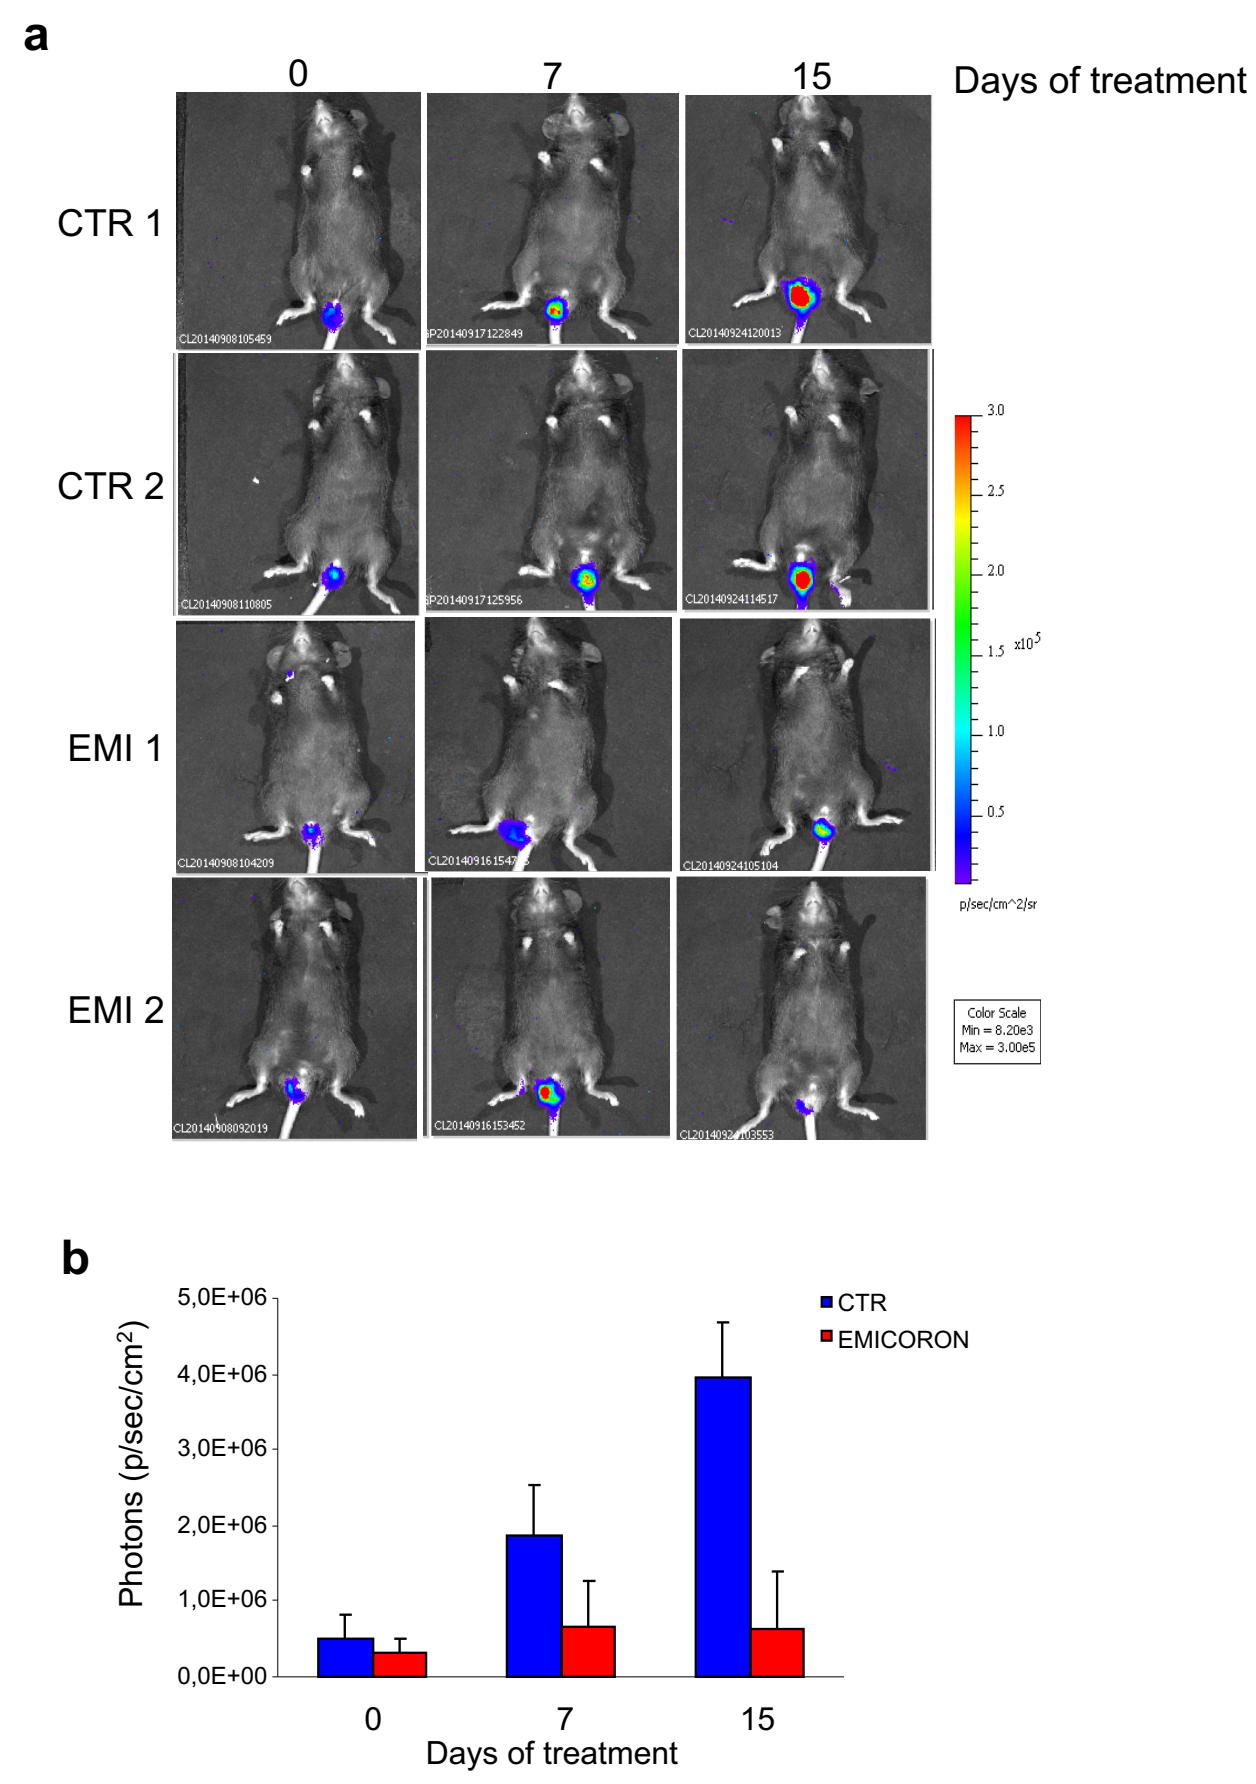 a
0 7 15 Days of treatment
CTR 1
CL20140908105459
SP20140917122849
CL20140924120013
CTR 2
CL20140908110805
SP20140917125956
CL20140924114517
EMI 1
CL20140908104209
CL20140924105104
EMI 2
CL20140908092019
CL20140916153452
CL20140924103553
3.0
2.5
2.0
1.5
x10^5
1.0
0.5
p/sec/cm^2/sr
Color Scale
Min = 8.20e3
Max = 3.00e5
b
Photons (p/sec/cm²)
5,0E+06
4,0E+06
3,0E+06
2,0E+06
1,0E+06
0,0E+00
CTR
EMICORON
0 7 15
Days of treatment